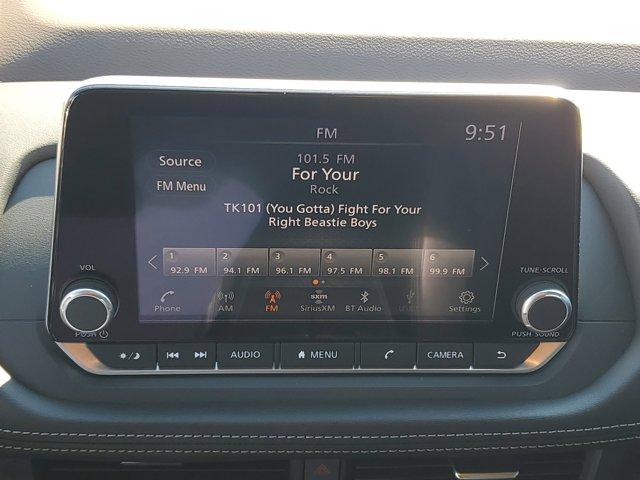 FM
9:51
Source
101.5 FM
For Your
FM Menu
Rock
TK101 (You Gotta) Fight For Your
Right Beastie Boys
1 2 3 4 5 6
92.9 FM 94.1 FM 96.1 FM 97.5 FM 98.1 FM 99.9 FM
VOL
TUNE·SCROLL
Phone AM FM SiriusXM BT Audio USB Settings
sxm
PUSH
PUSH·SOUND
AUDIO MENU CAMERA